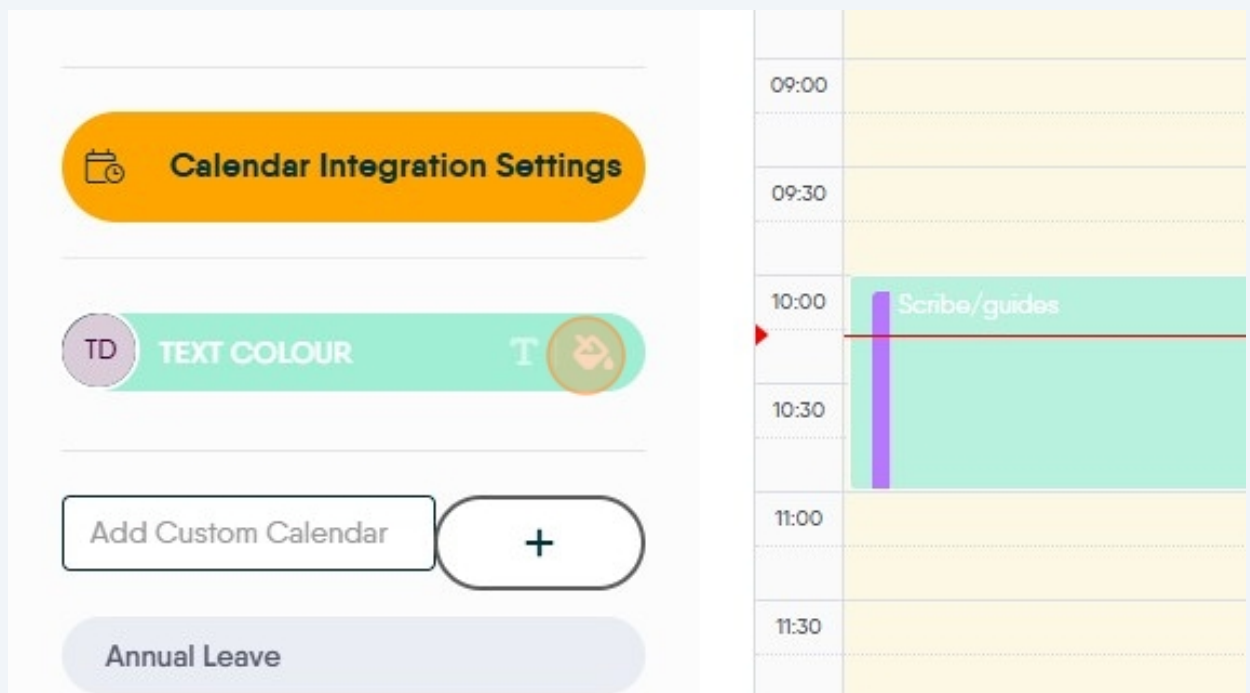 Calendar Integration Settings
TD
TEXT COLOUR
T
Add Custom Calendar
+
Annual Leave
09:00
09:30
10:00
Scribe/guides
10:30
11:00
11:30